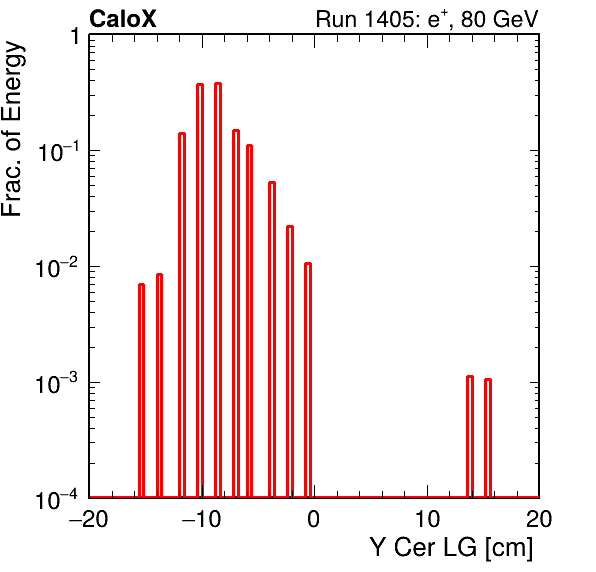 CaloX Run 1405: e⁺, 80 GeV
Frac. of Energy
1
10⁻¹
10⁻²
10⁻³
10⁻⁴
−20 −10 0 10 20
Y Cer LG [cm]